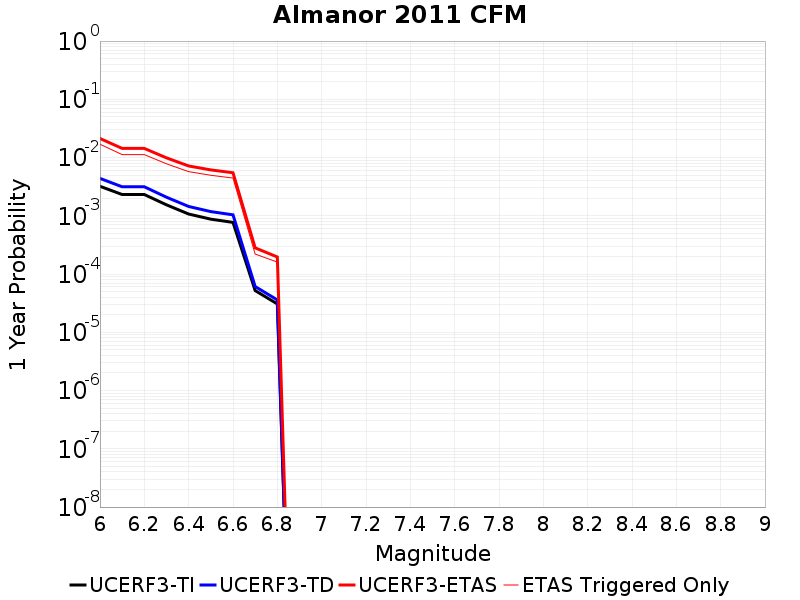 Almanor 2011 CFM
1 Year Probability
10^0
10^-1
10^-2
10^-3
10^-4
10^-5
10^-6
10^-7
10^-8
6 6.2 6.4 6.6 6.8 7 7.2 7.4 7.6 7.8 8 8.2 8.4 8.6 8.8 9
Magnitude
UCERF3-TI UCERF3-TD UCERF3-ETAS ETAS Triggered Only